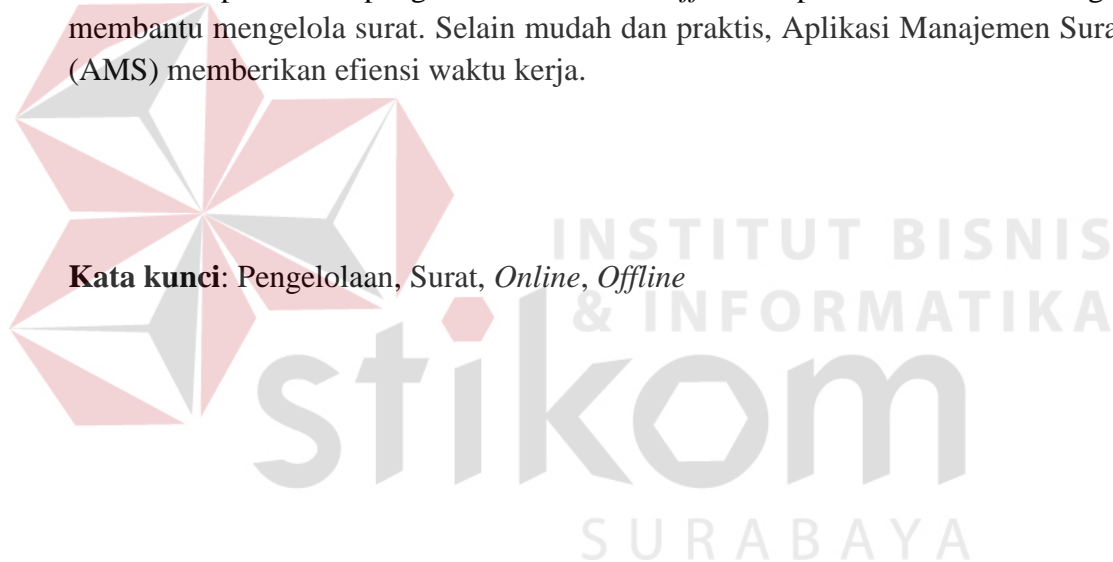 membantu mengelola surat. Selain mudah dan praktis, Aplikasi Manajemen Sura
(AMS) memberikan efiensi waktu kerja.
INSTITUT BISNIS
Kata kunci: Pengelolaan, Surat, Online, Offline
& INFORMATIKA
stikom
SURABAYA